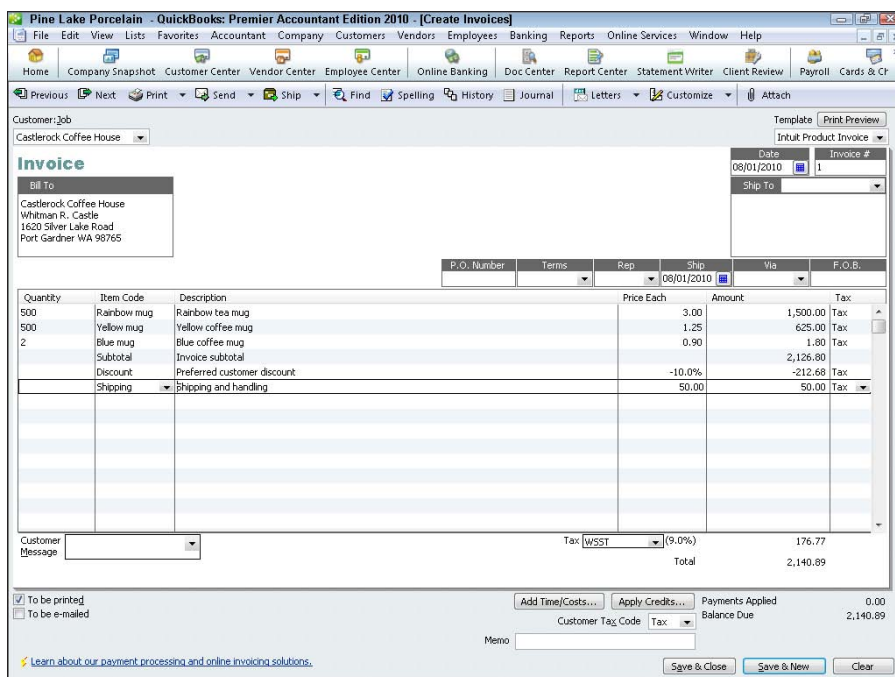 Pine Lake Porcelain - QuickBooks: Premier Accountant Edition 2010 - [Create Invoices]
File Edit View Lists Favorites Accountant Company Customers Vendors Employees Banking Reports Online Services Window Help
Home Company Snapshot Customer Center Vendor Center Employee Center Online Banking Doc Center Report Center Statement Writer Client Review Payroll Cards & Ch
Previous Next Print Send Ship Find Spelling History Journal Letters Customize Attach
Customer:Job Template Print Preview
Castlerock Coffee House Intuit Product Invoice
Invoice Date Invoice #
08/01/2010 1
Bill To Ship To
Castlerock Coffee House
Whitman R. Castle
1620 Silver Lake Road
Port Gardner WA 98765
P.O. Number Terms Rep Ship Via F.O.B.
08/01/2010
Quantity Item Code Description Price Each Amount Tax
500 Rainbow mug Rainbow tea mug 3.00 1,500.00 Tax
500 Yellow mug Yellow coffee mug 1.25 625.00 Tax
2 Blue mug Blue coffee mug 0.90 1.80 Tax
Subtotal Invoice subtotal 2,126.80
Discount Preferred customer discount -10.0% -212.68 Tax
Shipping Shipping and handling 50.00 50.00 Tax
Customer Message Tax WSST (9.0%) 176.77
Total 2,140.89
To be printed Add Time/Costs... Apply Credits... Payments Applied 0.00
To be e-mailed Customer Tax Code Tax Balance Due 2,140.89
Memo
Learn about our payment processing and online invoicing solutions. Save & Close Save & New Clear